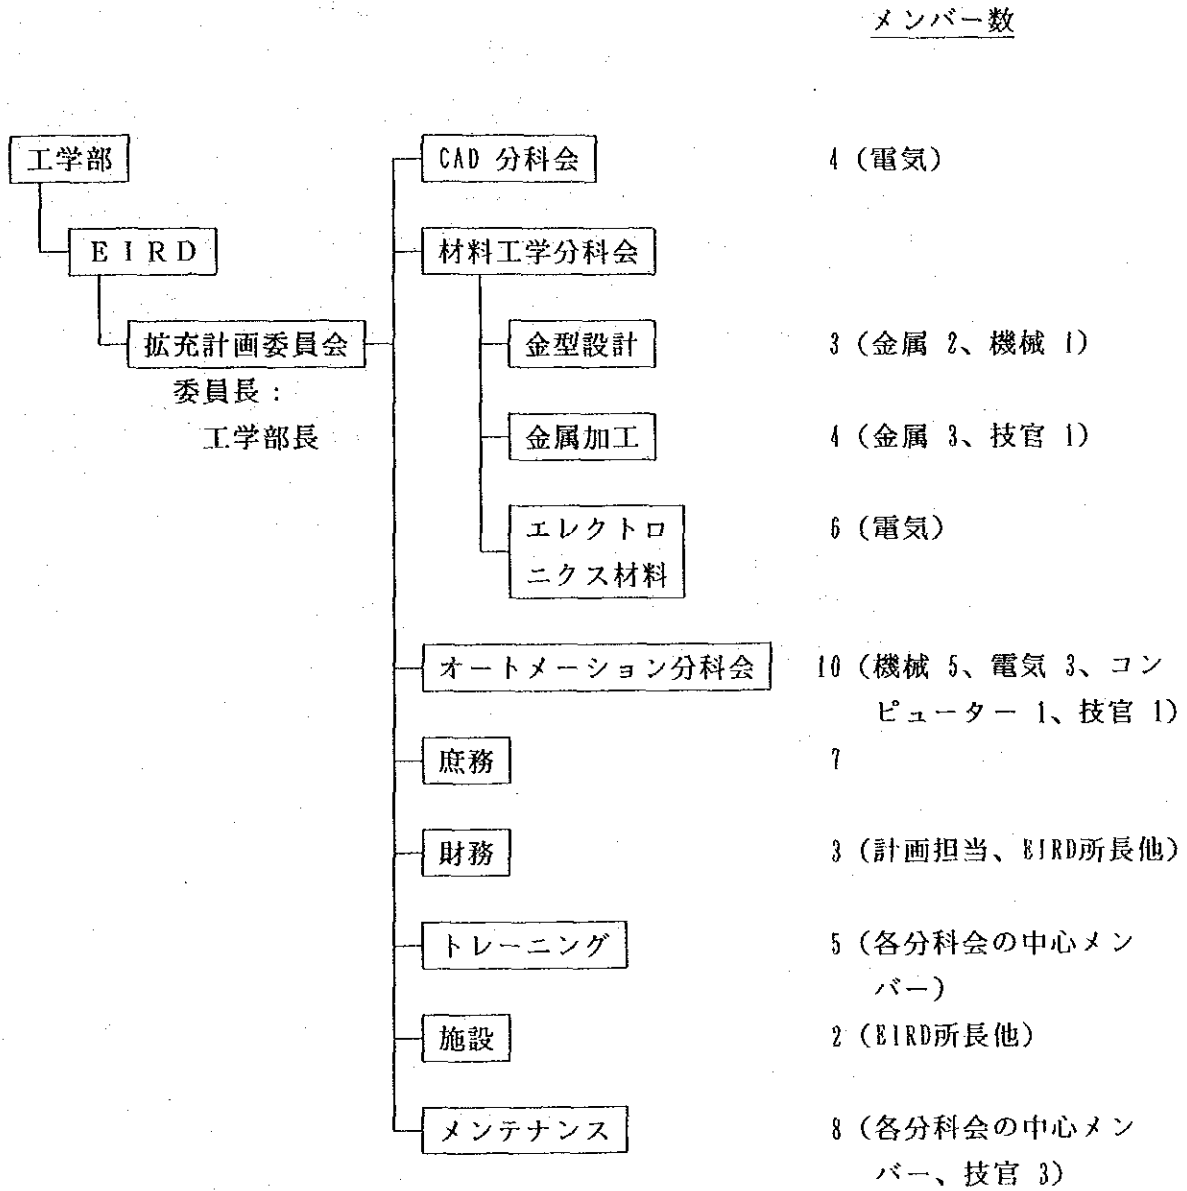 メンバー数
工学部
CAD 分科会
4 (電気)
EIRD
材料工学分科会
拡充計画委員会
金型設計
3 (金属 2、機械 1)
委員長：
工学部長
金属加工
4 (金属 3、技官 1)
エレクトロ
ニクス材料
6 (電気)
オートメーション分科会
10 (機械 5、電気 3、コン
ピューター 1、技官 1)
庶務
7
財務
3 (計画担当、EIRD所長他)
トレーニング
5 (各分科会の中心メン
バー)
施設
2 (EIRD所長他)
メンテナンス
8 (各分科会の中心メン
バー、技官 3)